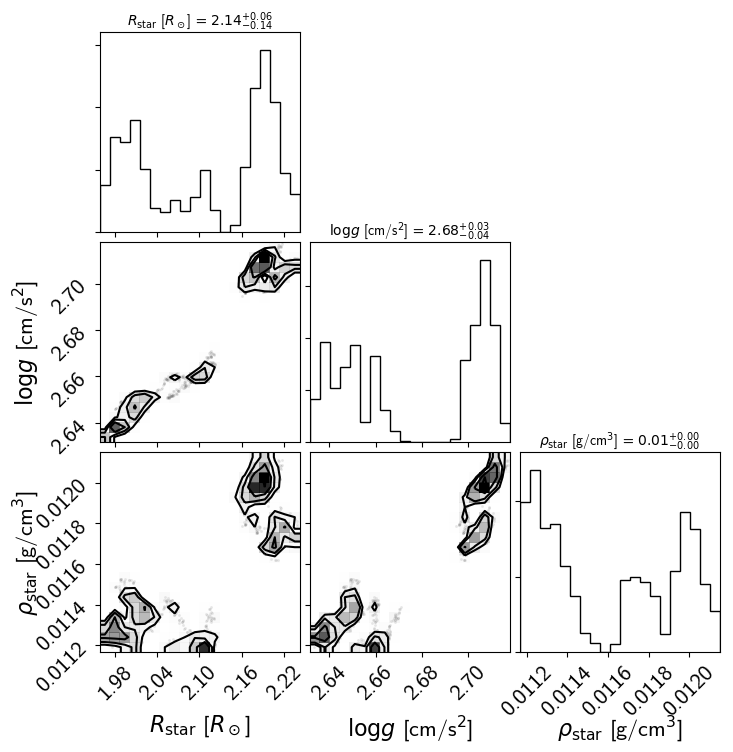 R_star [R_⊙] = 2.14^{+0.06}_{-0.14}
logg [cm/s²] = 2.68^{+0.03}_{-0.04}
logg [cm/s²]
2.70
2.68
2.66
2.64
ρ_star [g/cm³] = 0.01^{+0.00}_{-0.00}
ρ_star [g/cm³]
0.0120
0.0118
0.0116
0.0114
0.0112
1.98 2.04 2.10 2.16 2.22
2.64 2.66 2.68 2.70
0.0112 0.0114 0.0116 0.0118 0.0120
R_star [R_⊙]
logg [cm/s²]
ρ_star [g/cm³]